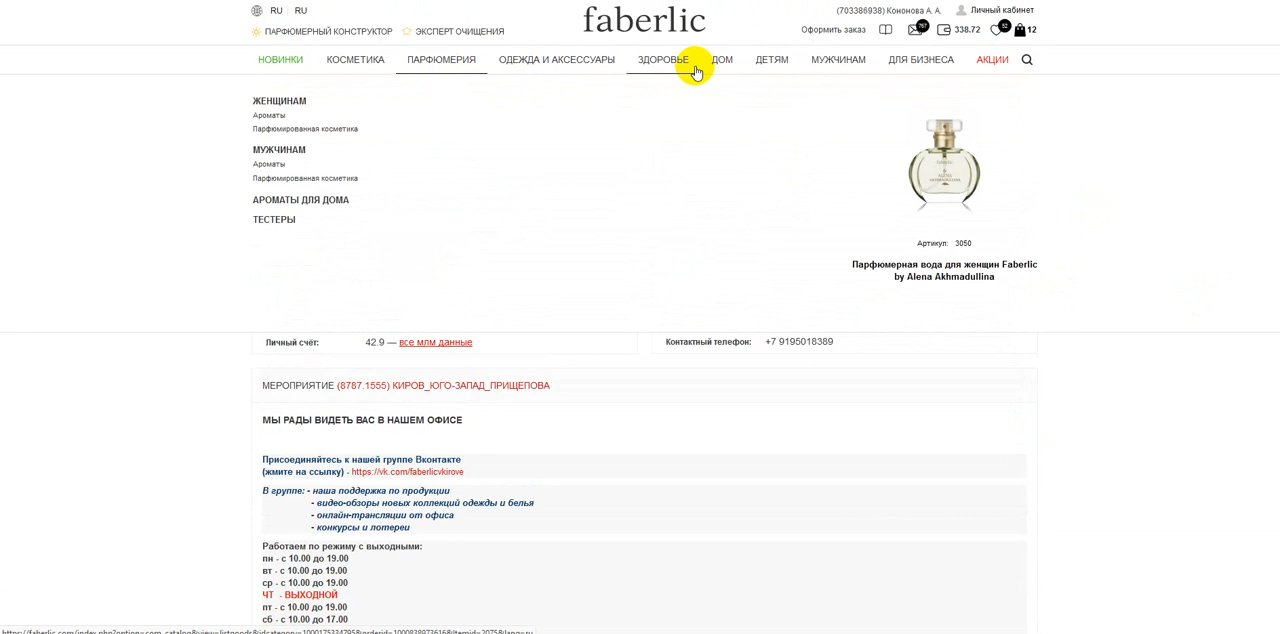 RU RU
faberlic
(703386938) Кононова А. А. Личный кабинет
ПАРФЮМЕРНЫЙ КОНСТРУКТОР ЭКСПЕРТ ОЧИЩЕНИЯ
Оформить заказ 767 338.72 52 12
НОВИНКИ КОСМЕТИКА ПАРФЮМЕРИЯ ОДЕЖДА И АКСЕССУАРЫ ЗДОРОВЬЕ ДОМ ДЕТЯМ МУЖЧИНАМ ДЛЯ БИЗНЕСА АКЦИИ
ЖЕНЩИНАМ
Ароматы
Парфюмированная косметика
МУЖЧИНАМ
Ароматы
Парфюмированная косметика
АРОМАТЫ ДЛЯ ДОМА
ТЕСТЕРЫ
Артикул: 3050
Парфюмерная вода для женщин Faberlic
by Alena Akhmadullina
Личный счёт: 42.9 — все млм данные
Контактный телефон: +7 9195018389
МЕРОПРИЯТИЕ (8787.1555) КИРОВ_ЮГО-ЗАПАД_ПРИЩЕПОВА
МЫ РАДЫ ВИДЕТЬ ВАС В НАШЕМ ОФИСЕ
Присоединяйтесь к нашей группе Вконтакте
(жмите на ссылку) - https://vk.com/faberlicvkirove
В группе: - наша поддержка по продукции
- видео-обзоры новых коллекций одежды и белья
- онлайн-трансляции от офиса
- конкурсы и лотереи
Работаем по режиму с выходными:
пн - с 10.00 до 19.00
вт - с 10.00 до 19.00
ср - с 10.00 до 19.00
ЧТ - ВЫХОДНОЙ
пт - с 10.00 до 19.00
сб - с 10.00 до 17.00